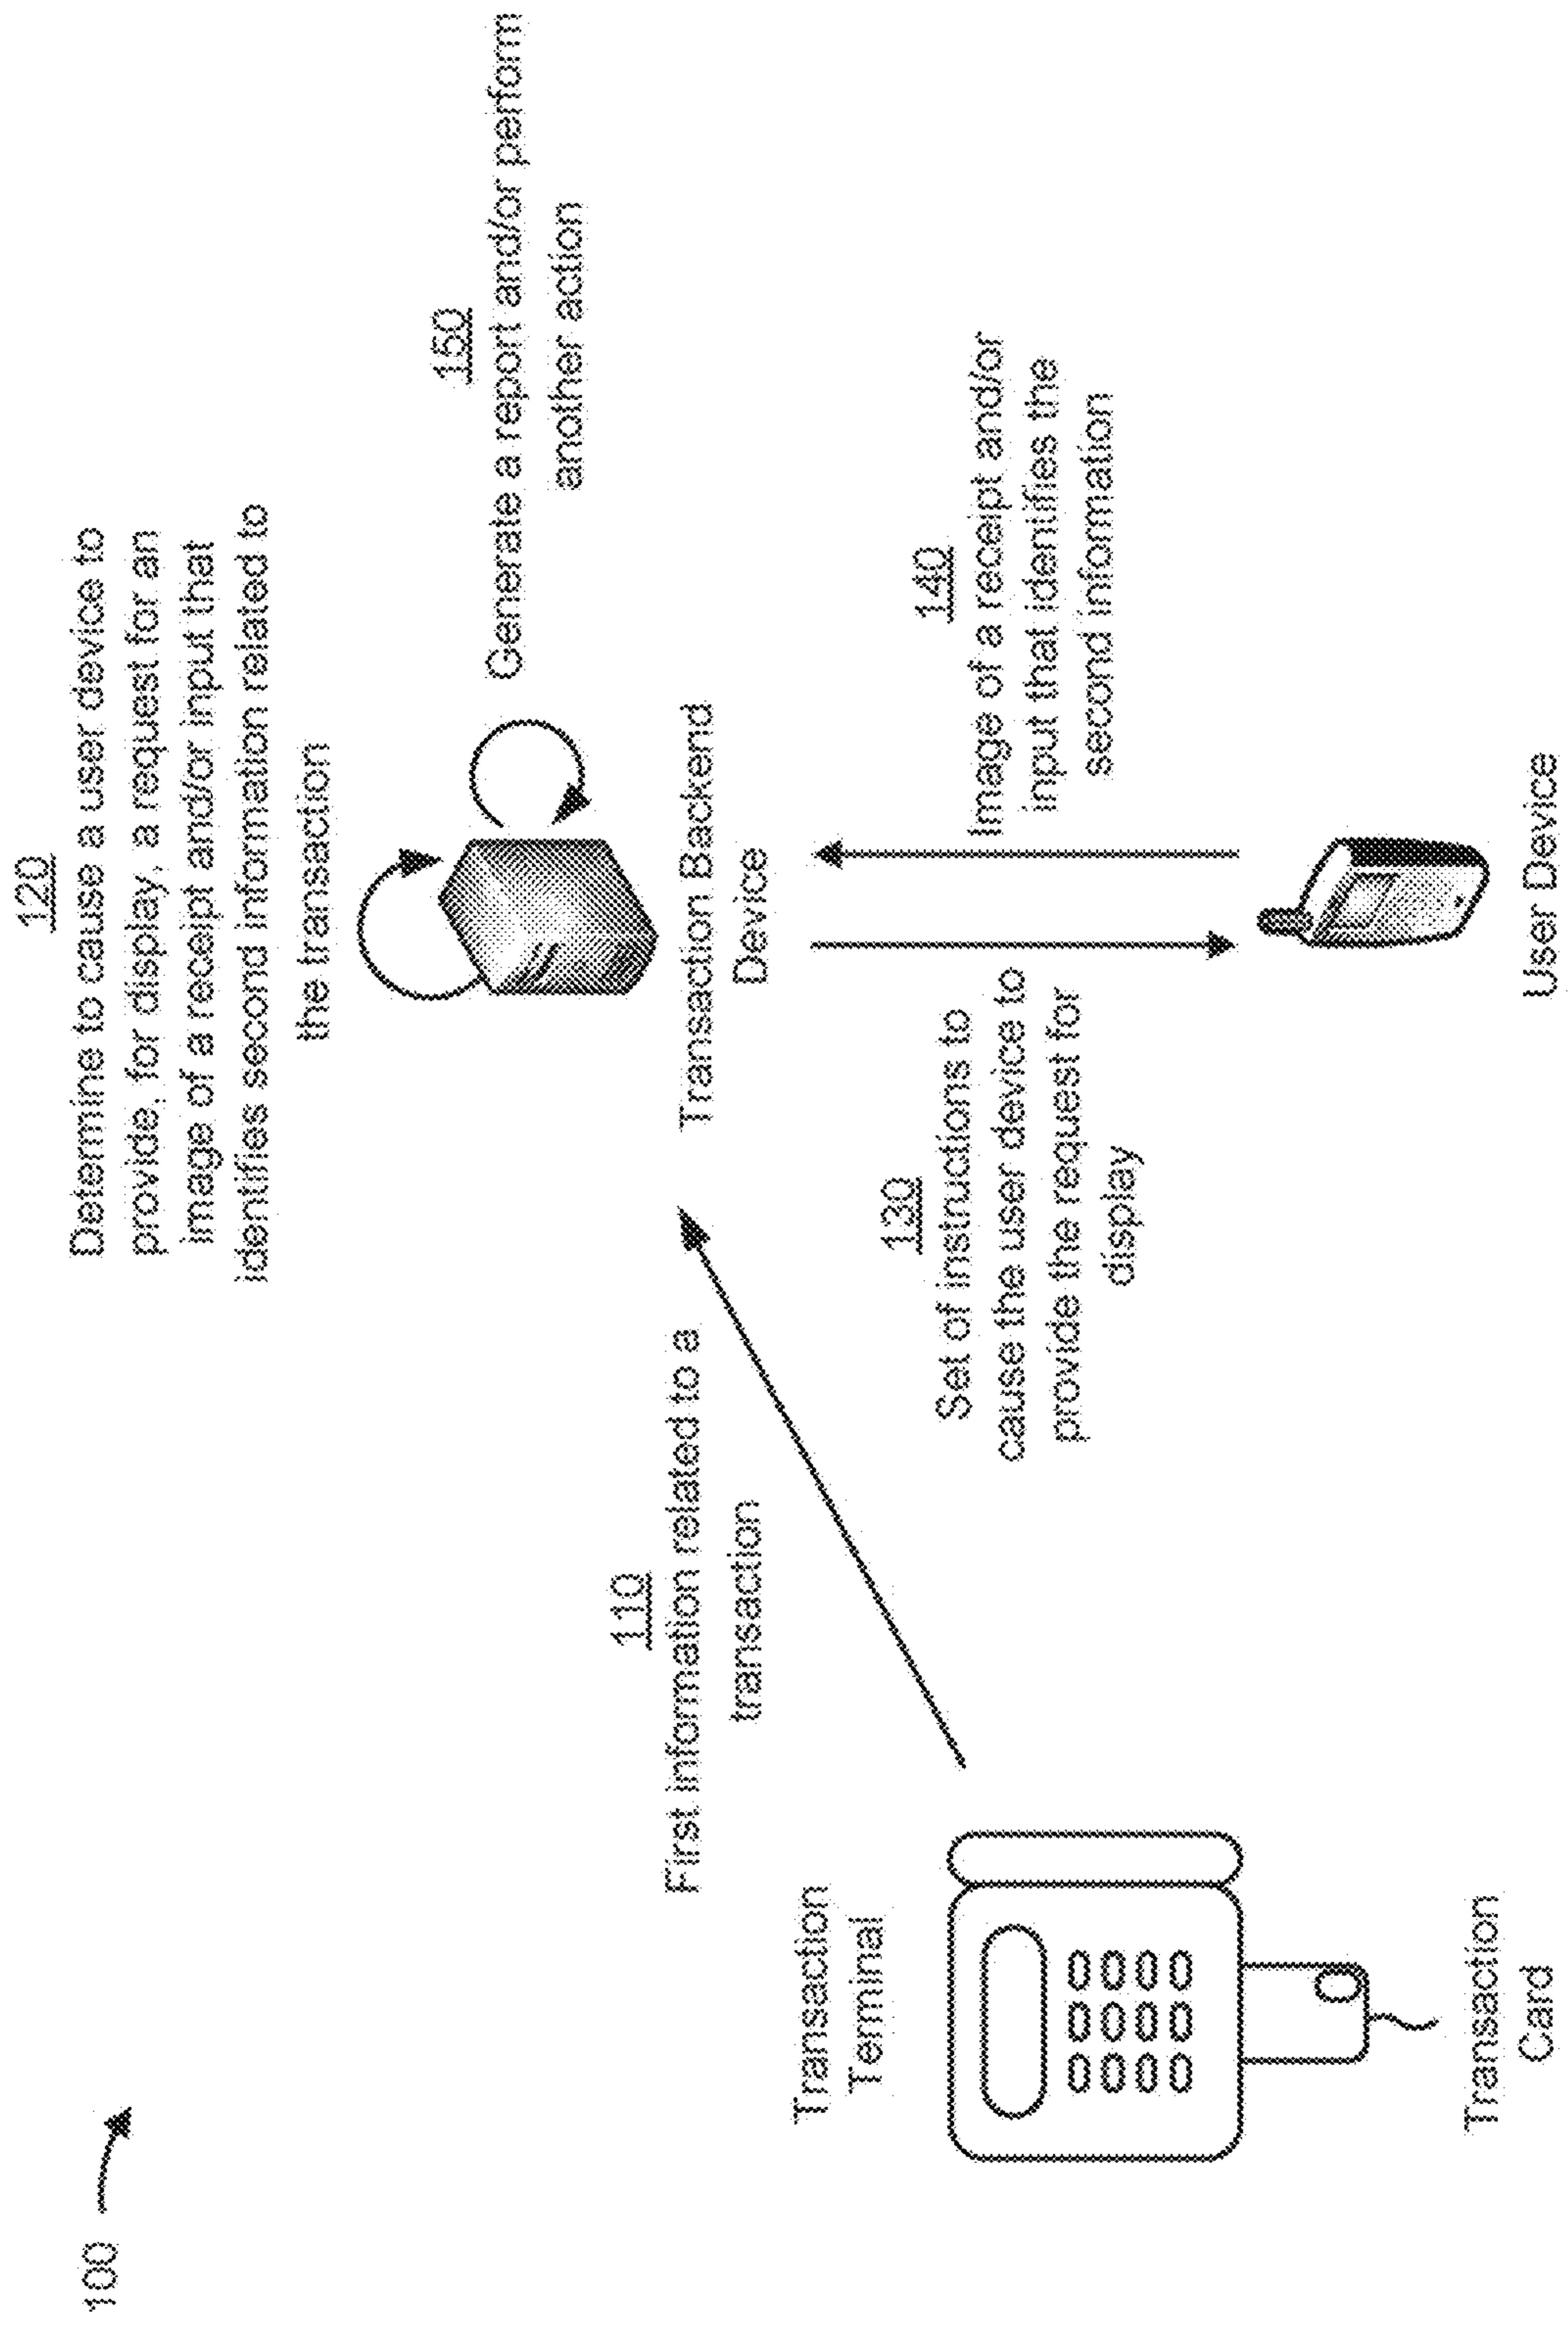 100
120
Determine to cause a user device to
provide, for display, a request for an
image of a receipt and/or input that
identifies second information related to
the transaction
150
Generate a report and/or perform
another action
Transaction Backend
Device
110
First information related to a
transaction
Transaction
Terminal
130
Set of instructions to
cause the user device to
provide the request for
display
140
Image of a receipt and/or
input that identifies the
second information
Transaction
Card
User Device